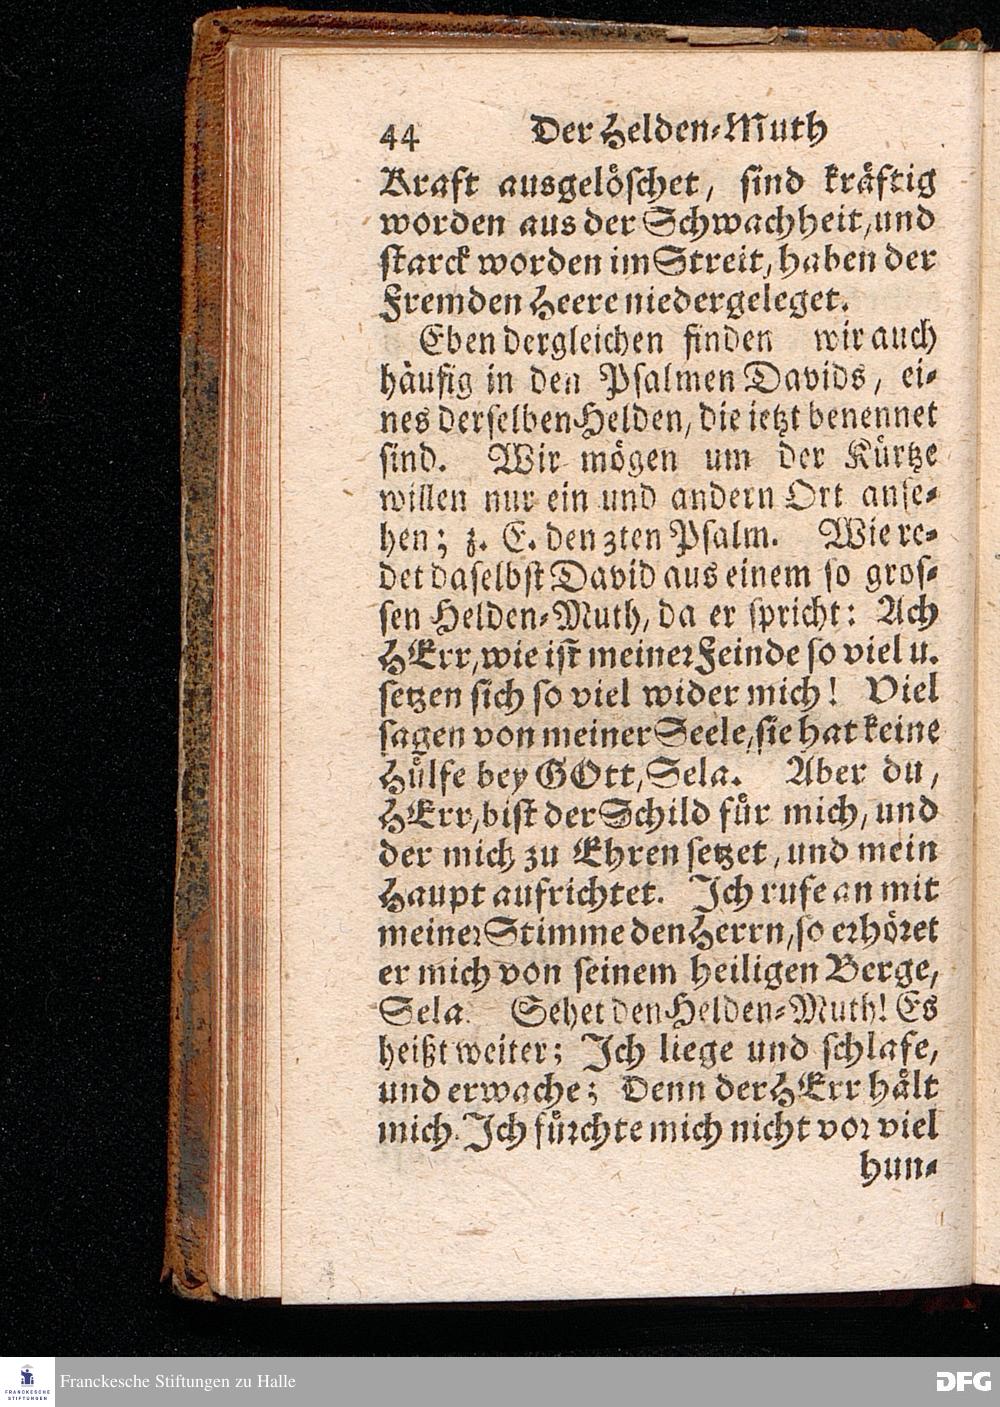 44 Der Helden-Muth
Kraft ausgelöschet, sind kräftig
worden aus der Schwachheit, und
starck worden im Streit, haben der
Fremden Heere niedergeleget.
Eben dergleichen finden wir auch
häufig in den Psalmen Davids, ei-
nes derselben Helden, die ietzt benennet
sind. Wir mögen um der Kürtze
willen nur ein und andern Ort anse-
hen; z. E. den 3ten Psalm. Wie re-
det daselbst David aus einem so gros-
sen Helden-Muth, da er spricht: Ach
HErr, wie ist meiner Feinde so viel u.
setzen sich so viel wider mich! Viel
sagen von meiner Seele, sie hat keine
Hülfe bey GOtt, Sela. Aber du,
HErr, bist der Schild für mich, und
der mich zu Ehren setzet, und mein
Haupt aufrichtet. Ich rufe an mit
meiner Stimme den Herrn, so erhöret
er mich von seinem heiligen Berge,
Sela. Sehet den Helden-Muth! Es
heißt weiter; Ich liege und schlafe,
und erwache; Denn der HErr hält
mich. Ich fürchte mich nicht vor viel
hun-
FRANCKESCHE
STIFTUNGEN
Franckesche Stiftungen zu Halle
DFG